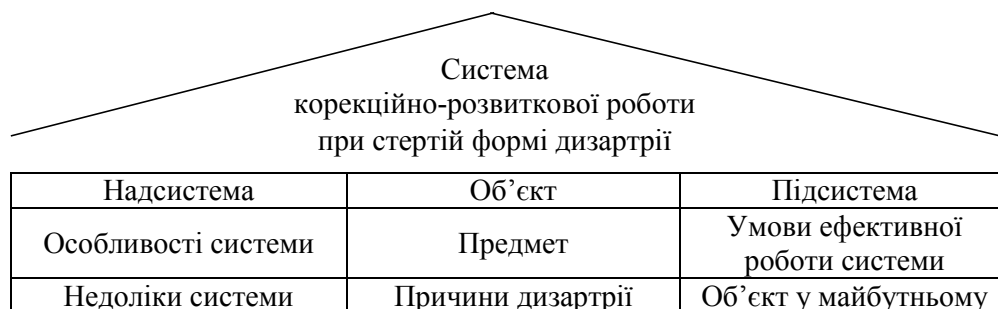 Система
корекційно-розвиткової роботи
при стертій формі дизартрії
Надсистема Об’єкт Підсистема
Особливості системи Предмет Умови ефективної
роботи системи
Недоліки системи Причини дизартрії Об’єкт у майбутньому